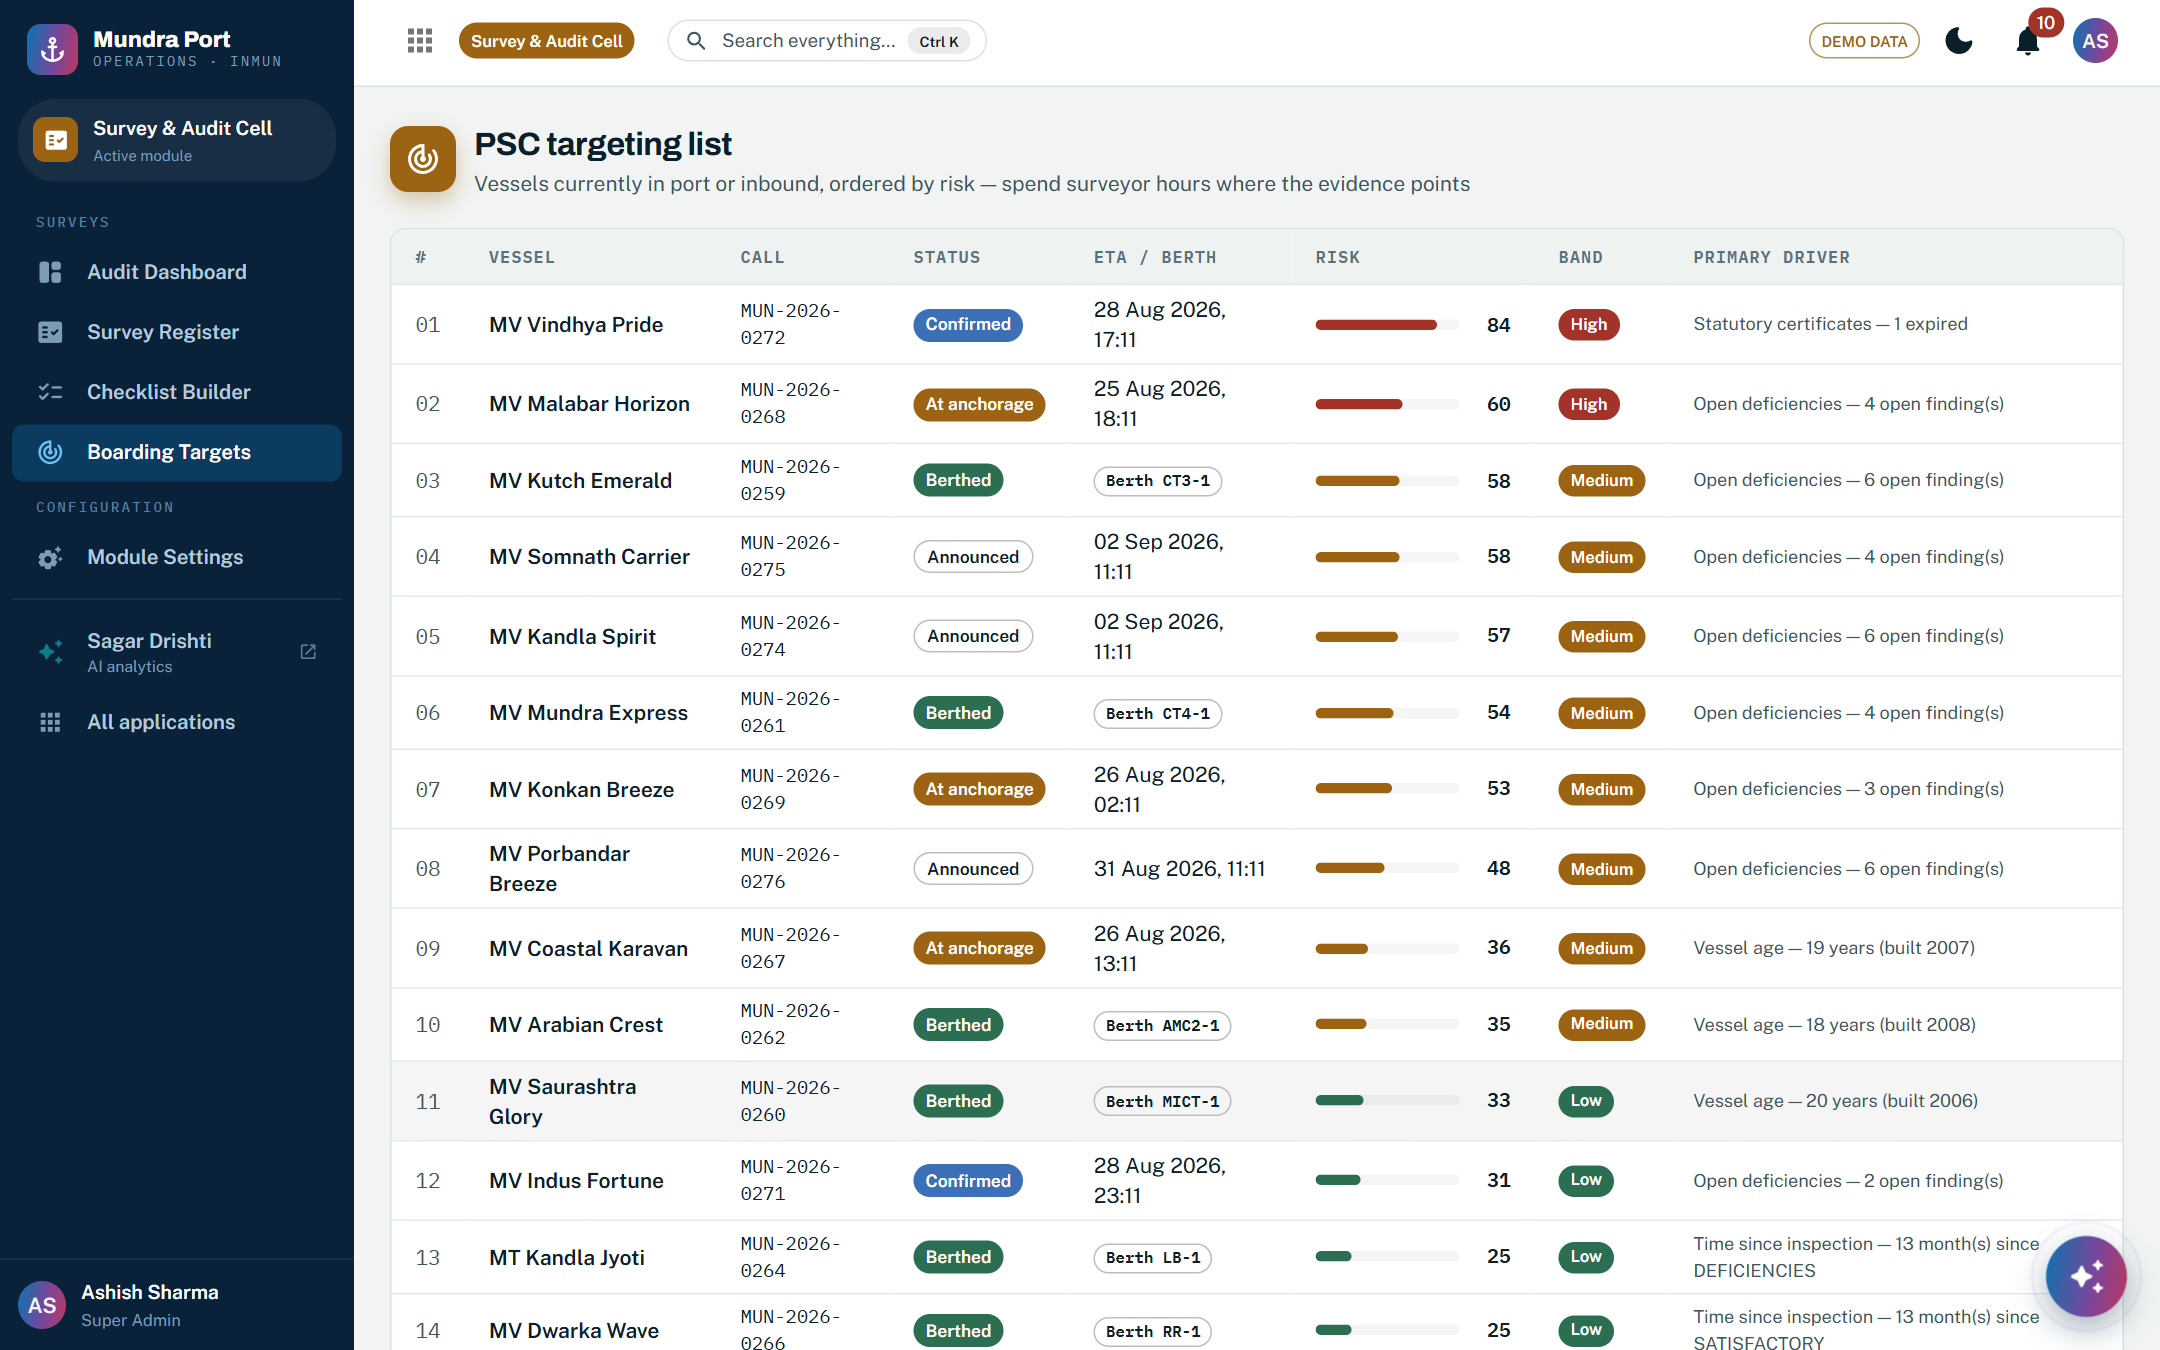 Mundra Port
OPERATIONS · INMUN
Survey & Audit Cell
Active module
SURVEYS
Audit Dashboard
Survey Register
Checklist Builder
Boarding Targets
CONFIGURATION
Module Settings
Sagar Drishti
AI analytics
All applications
AS
Ashish Sharma
Super Admin
Survey & Audit Cell
Search everything...
Ctrl K
DEMO DATA
10
AS
PSC targeting list
Vessels currently in port or inbound, ordered by risk — spend surveyor hours where the evidence points
# VESSEL CALL STATUS ETA / BERTH RISK BAND PRIMARY DRIVER
01 MV Vindhya Pride MUN-2026-
0272 Confirmed 28 Aug 2026,
17:11 84 High Statutory certificates — 1 expired
02 MV Malabar Horizon MUN-2026-
0268 At anchorage 25 Aug 2026,
18:11 60 High Open deficiencies — 4 open finding(s)
03 MV Kutch Emerald MUN-2026-
0259 Berthed Berth CT3-1 58 Medium Open deficiencies — 6 open finding(s)
04 MV Somnath Carrier MUN-2026-
0275 Announced 02 Sep 2026,
11:11 58 Medium Open deficiencies — 4 open finding(s)
05 MV Kandla Spirit MUN-2026-
0274 Announced 02 Sep 2026,
11:11 57 Medium Open deficiencies — 6 open finding(s)
06 MV Mundra Express MUN-2026-
0261 Berthed Berth CT4-1 54 Medium Open deficiencies — 4 open finding(s)
07 MV Konkan Breeze MUN-2026-
0269 At anchorage 26 Aug 2026,
02:11 53 Medium Open deficiencies — 3 open finding(s)
08 MV Porbandar
Breeze MUN-2026-
0276 Announced 31 Aug 2026, 11:11 48 Medium Open deficiencies — 6 open finding(s)
09 MV Coastal Karavan MUN-2026-
0267 At anchorage 26 Aug 2026,
13:11 36 Medium Vessel age — 19 years (built 2007)
10 MV Arabian Crest MUN-2026-
0262 Berthed Berth AMC2-1 35 Medium Vessel age — 18 years (built 2008)
11 MV Saurashtra
Glory MUN-2026-
0260 Berthed Berth MICT-1 33 Low Vessel age — 20 years (built 2006)
12 MV Indus Fortune MUN-2026-
0271 Confirmed 28 Aug 2026,
23:11 31 Low Open deficiencies — 2 open finding(s)
13 MT Kandla Jyoti MUN-2026-
0264 Berthed Berth LB-1 25 Low Time since inspection — 13 month(s) since
DEFICIENCIES
14 MV Dwarka Wave MUN-2026-
0266 Berthed Berth RR-1 25 Low Time since inspection — 13 month(s) since
SATISFACTORY